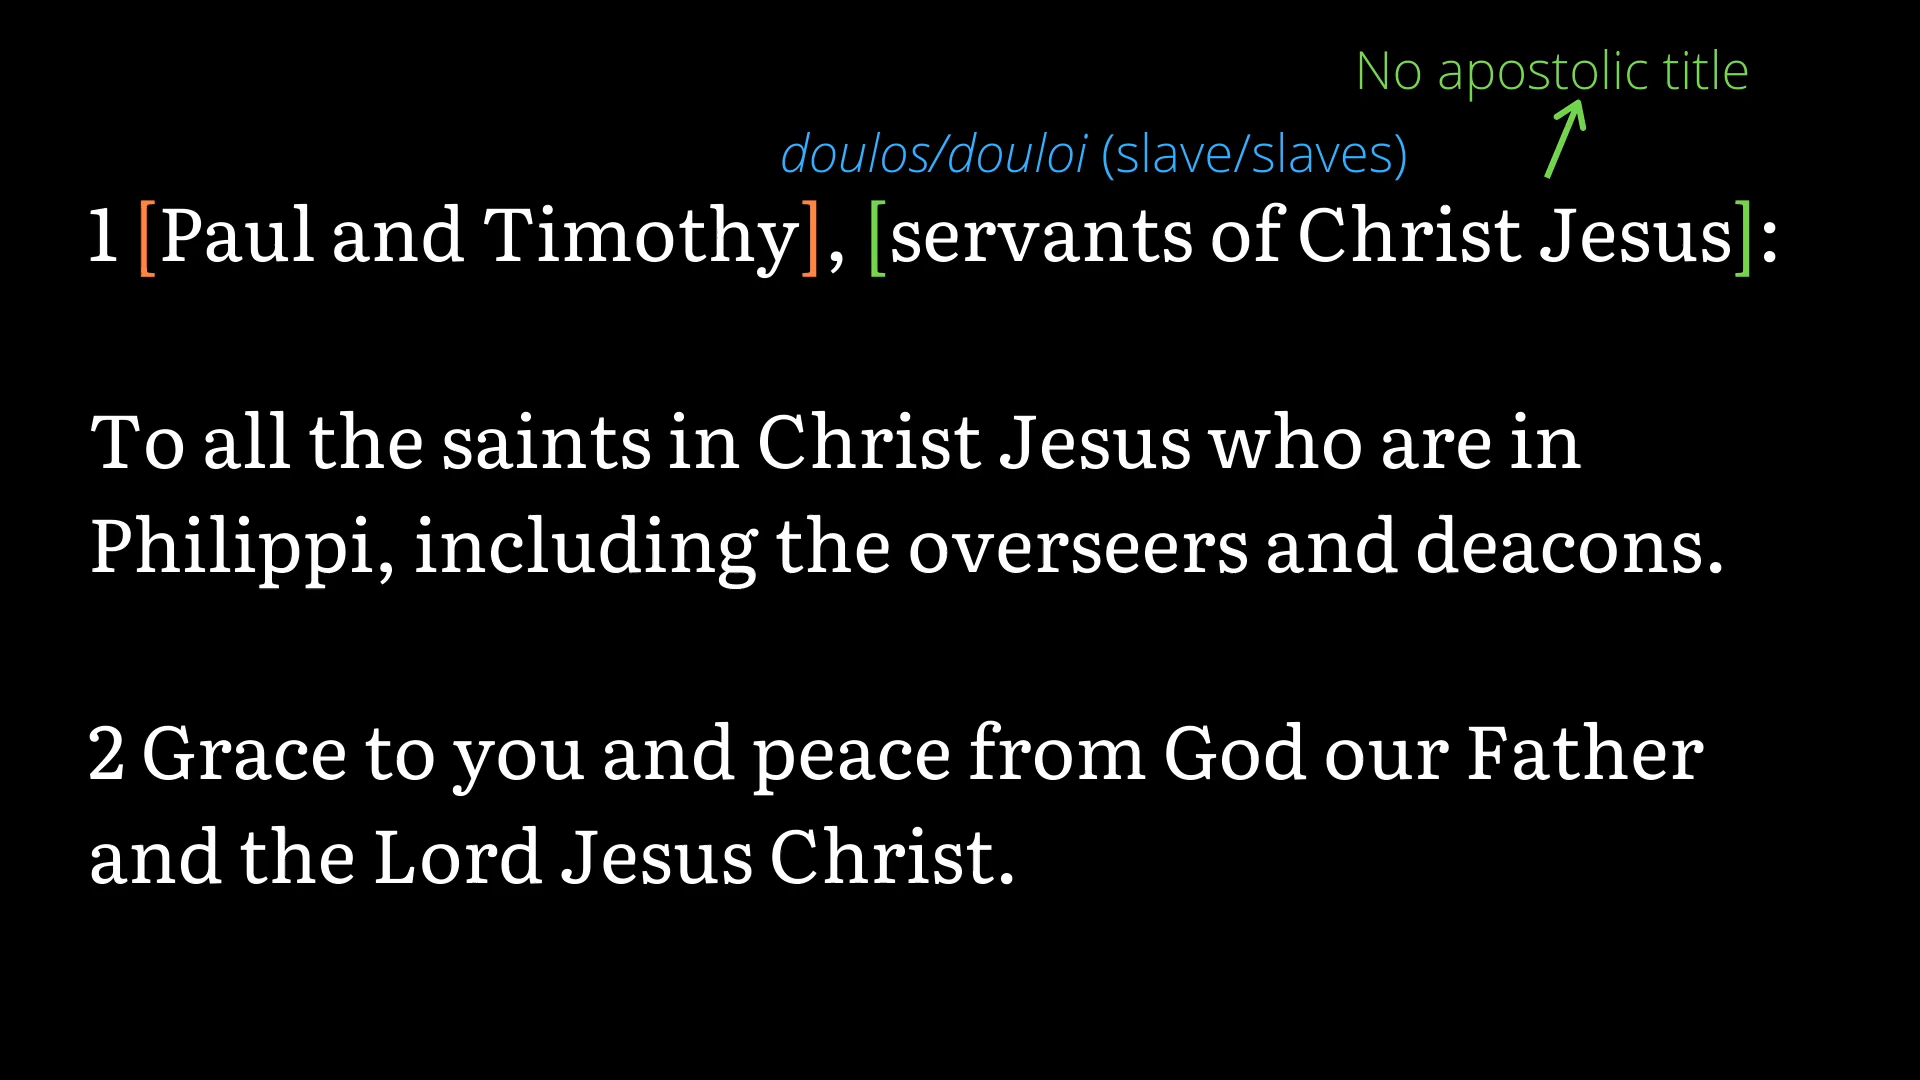 No apostolic title
doulos/douloi (slave/slaves)
1 [Paul and Timothy], [servants of Christ Jesus]:
To all the saints in Christ Jesus who are in
Philippi, including the overseers and deacons.
2 Grace to you and peace from God our Father
and the Lord Jesus Christ.